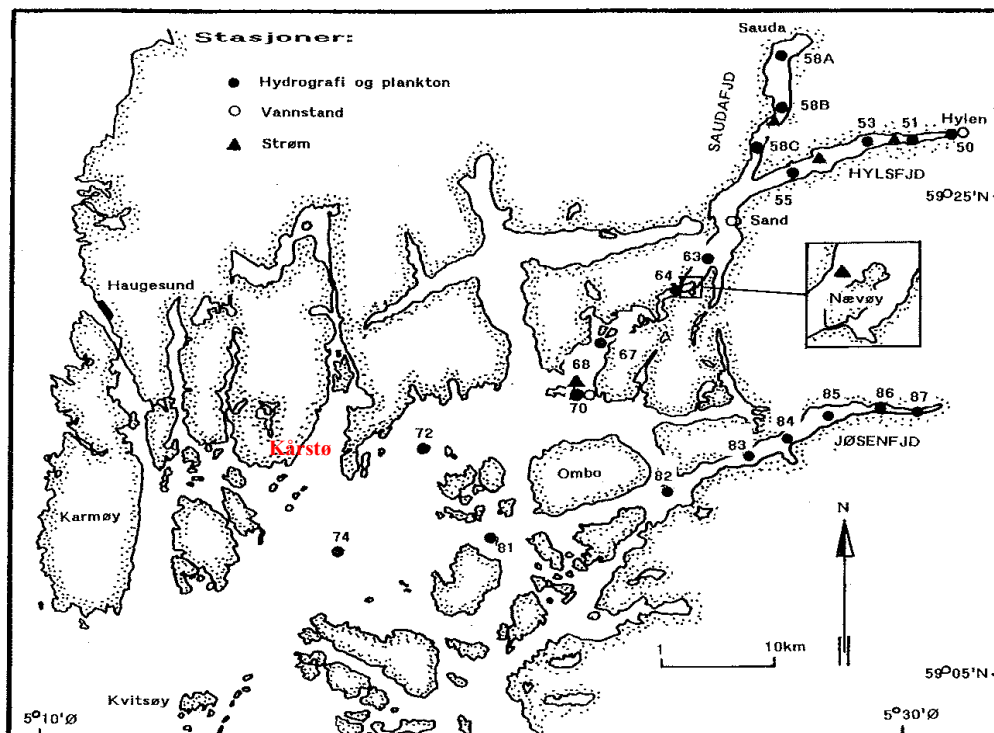 Stasjoner:
Hydrografi og plankton
Vannstand
Strøm
Sauda
58A
58B
SAUDAFJD
58C
53
51
Hylen
50
HYLSFJD
55
59°25'N
Sand
63
64
Nævøy
Haugesund
67
68
70
85
86
87
84
JØSENFJD
72
Kårstø
83
Ombo
82
Karmøy
N
74
81
1
10km
59°05'N
Kvitsøy
5°10'Ø
5°30'Ø